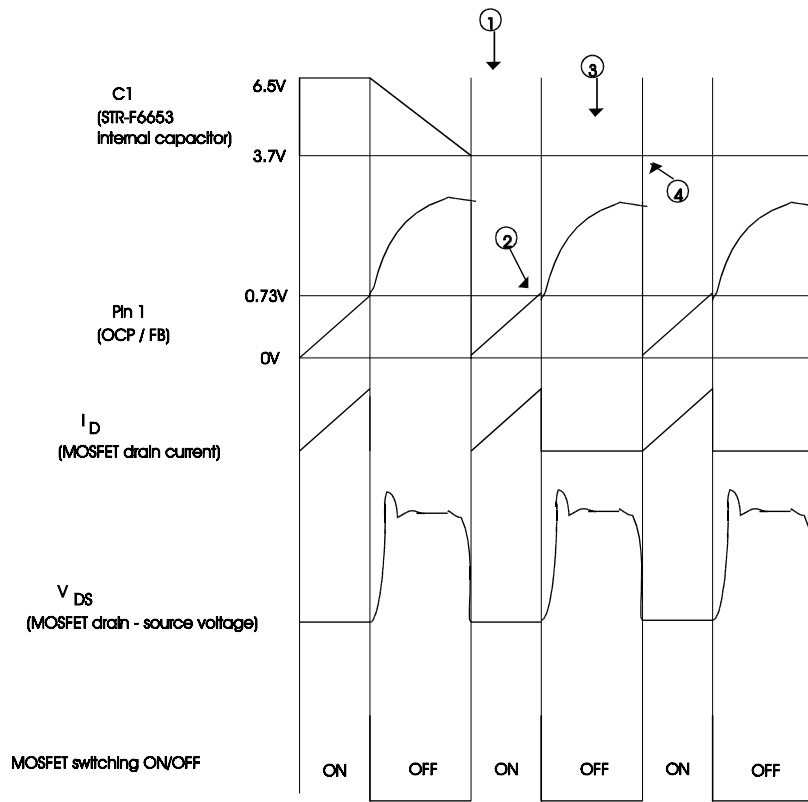 1
3
6.5V
C1
(STR-F6653
internal capacitor)
3.7V
4
2
0.73V
Pin 1
(OCP / FB)
0V
I D
(MOSFET drain current)
V DS
(MOSFET drain - source voltage)
MOSFET switching ON/OFF
ON OFF ON OFF ON OFF